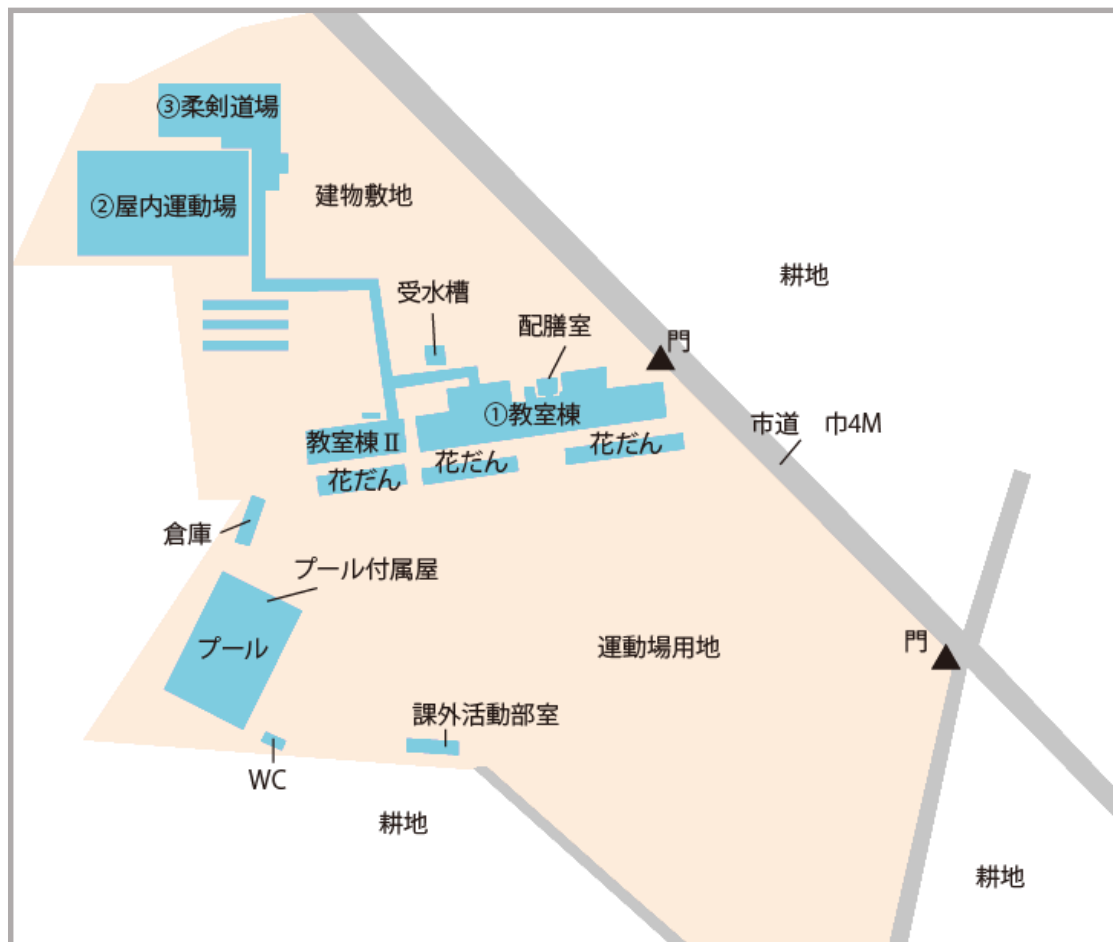 ③柔剣道場
建物敷地
②屋内運動場
耕地
受水槽
配膳室
門
①教室棟
市道　巾4M
教室棟Ⅱ
花だん
花だん
花だん
倉庫
プール付属屋
プール
運動場用地
門
課外活動部室
WC
耕地
耕地